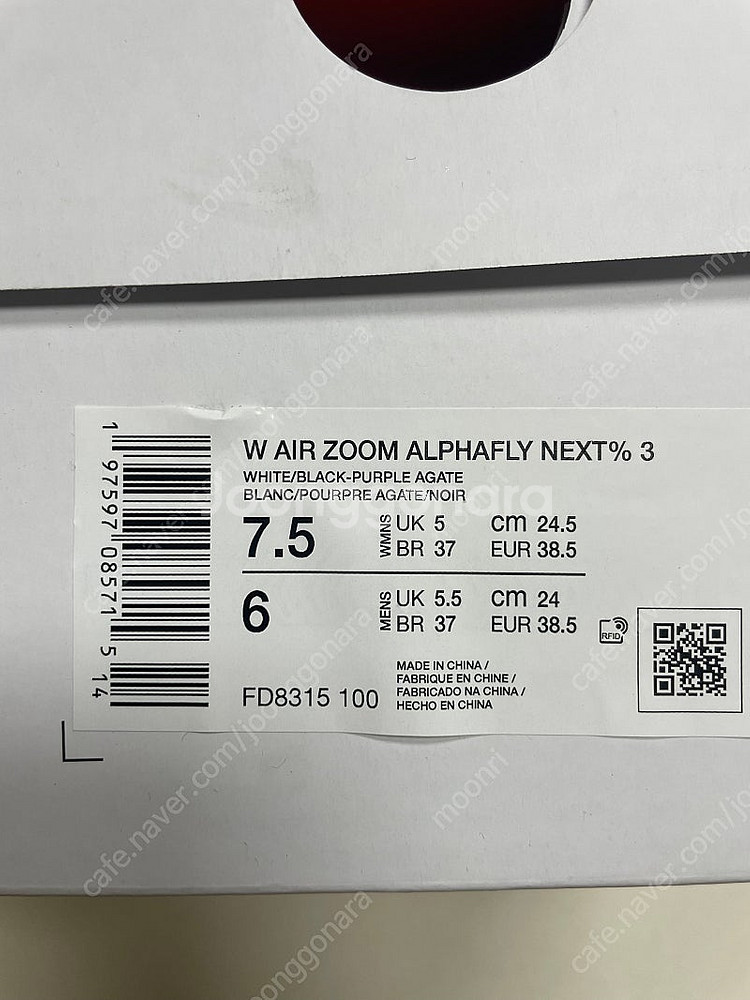 W AIR ZOOM ALPHAFLY NEXT% 3
WHITE/BLACK-PURPLE AGATE
BLANC/POURPRE AGATE/NOIR
7.5 WMNS UK 5 cm 24.5
BR 37 EUR 38.5
6 MENS UK 5.5 cm 24
BR 37 EUR 38.5
RFID
FD8315 100
MADE IN CHINA /
FABRIQUE EN CHINE /
FABRICADO NA CHINA /
HECHO EN CHINA
1 97597 08571 5 14
Joonggonara
cafe.naver.com/joonggonara
moonri